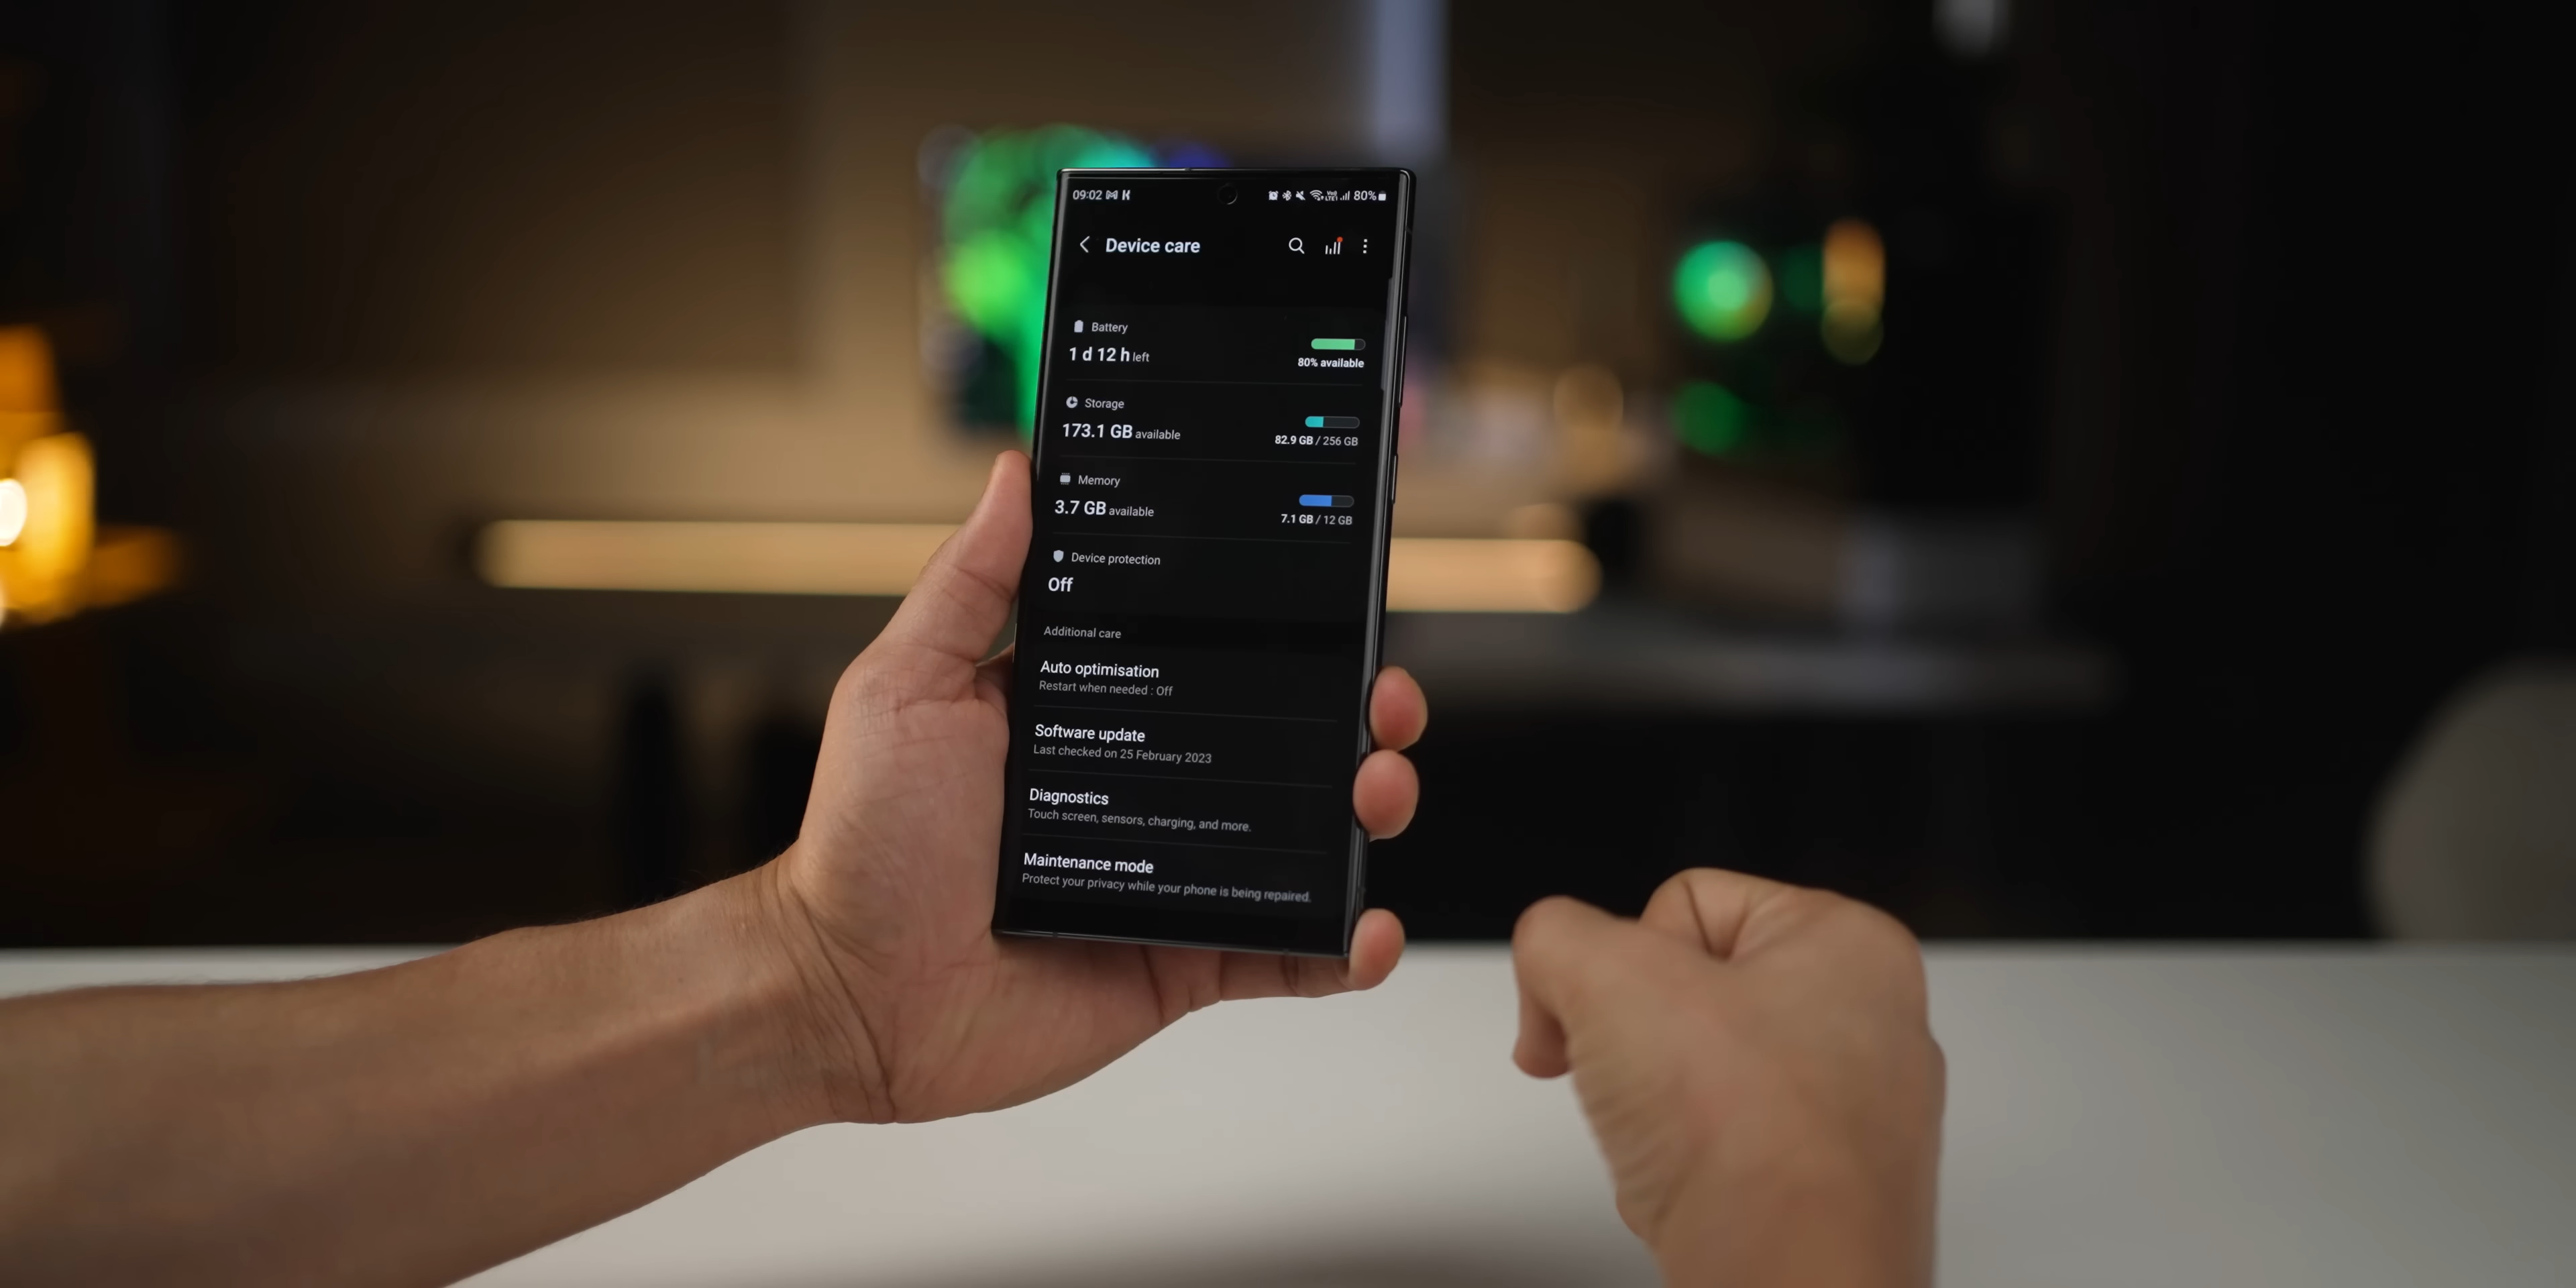 09:02 80%
Device care
Battery
1 d 12 h left
80% available
Storage
173.1 GB available
82.9 GB / 256 GB
Memory
3.7 GB available
7.1 GB / 12 GB
Device protection
Off
Additional care
Auto optimisation
Restart when needed : Off
Software update
Last checked on 25 February 2023
Diagnostics
Touch screen, sensors, charging, and more.
Maintenance mode
Protect your privacy while your phone is being repaired.